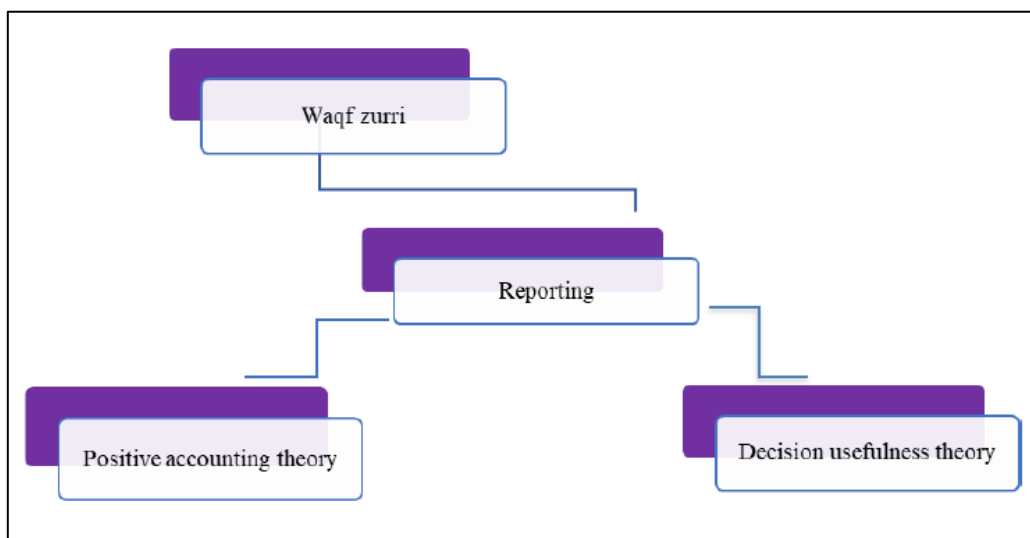 Waqf zurri
Reporting
Positive accounting theory
Decision usefulness theory